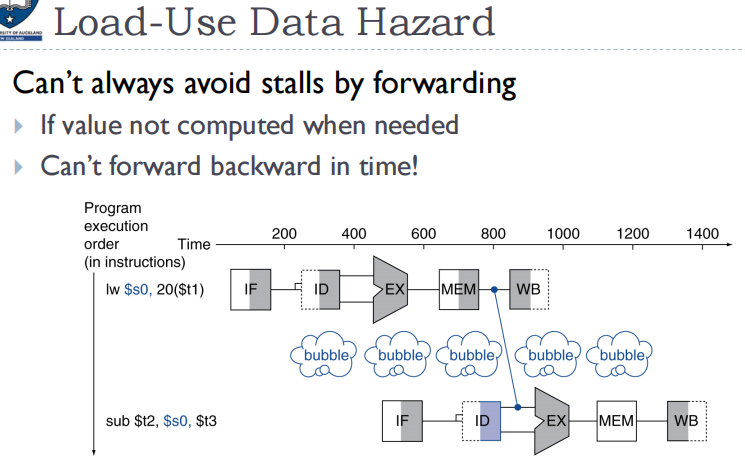 SITY OF AUCKLAND
W ZEALAND
Load-Use Data Hazard
Can't always avoid stalls by forwarding
If value not computed when needed
Can't forward backward in time!
Program
execution
order
(in instructions)
Time
200 400 600 800 1000 1200 1400
lw $s0, 20($t1)
IF ID EX MEM WB
bubble bubble bubble bubble bubble
sub $t2, $s0, $t3
IF ID EX MEM WB